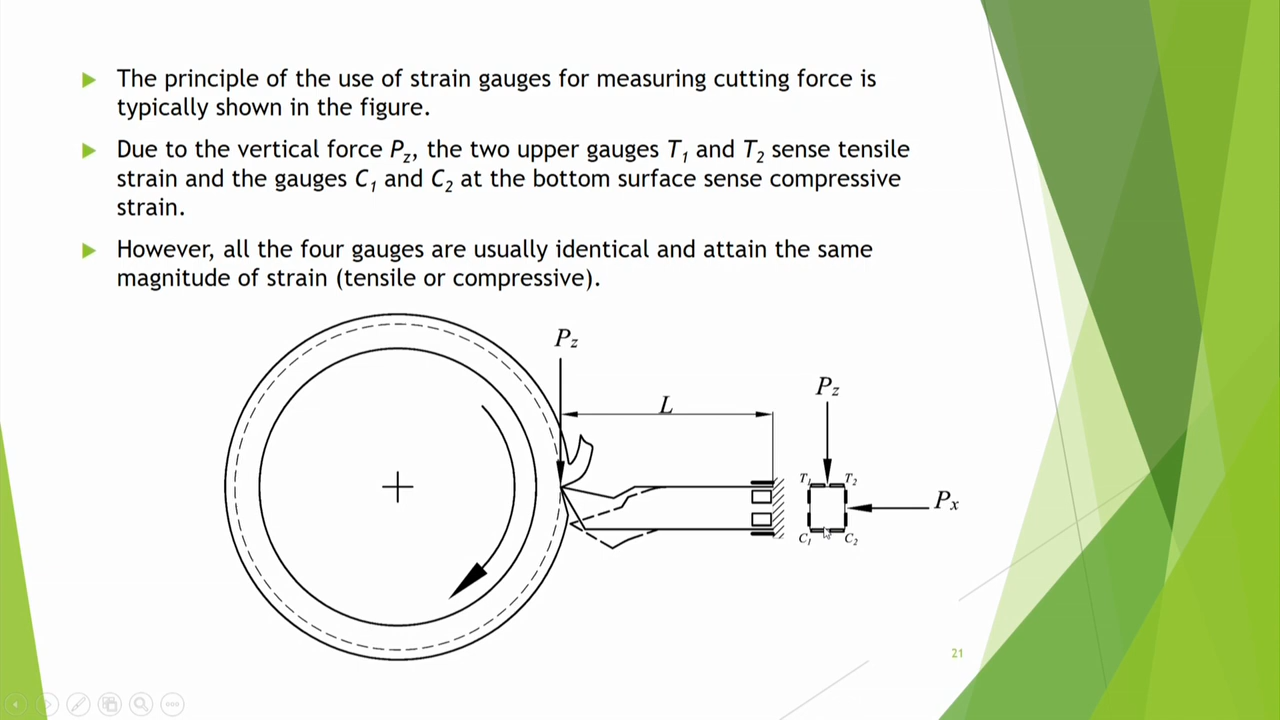 The principle of the use of strain gauges for measuring cutting force is
typically shown in the figure.
Due to the vertical force Pz, the two upper gauges T1 and T2 sense tensile
strain and the gauges C1 and C2 at the bottom surface sense compressive
strain.
However, all the four gauges are usually identical and attain the same
magnitude of strain (tensile or compressive).
Pz
L
Pz
T1 T2
Px
C1 C2
21